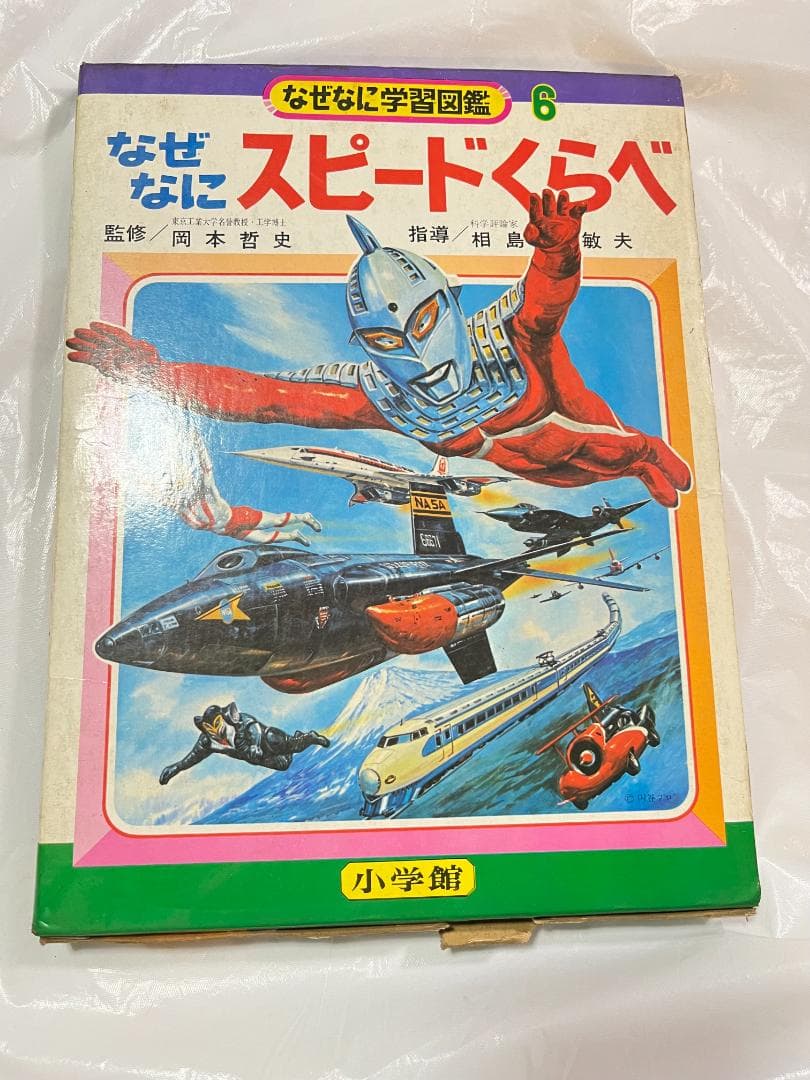 なぜなに学習図鑑 6
なぜ
なに
スピードくらべ
東京工業大学名誉教授・工学博士
監修/岡本哲史
科学評論家
指導/相島敏夫
NASA
小学館